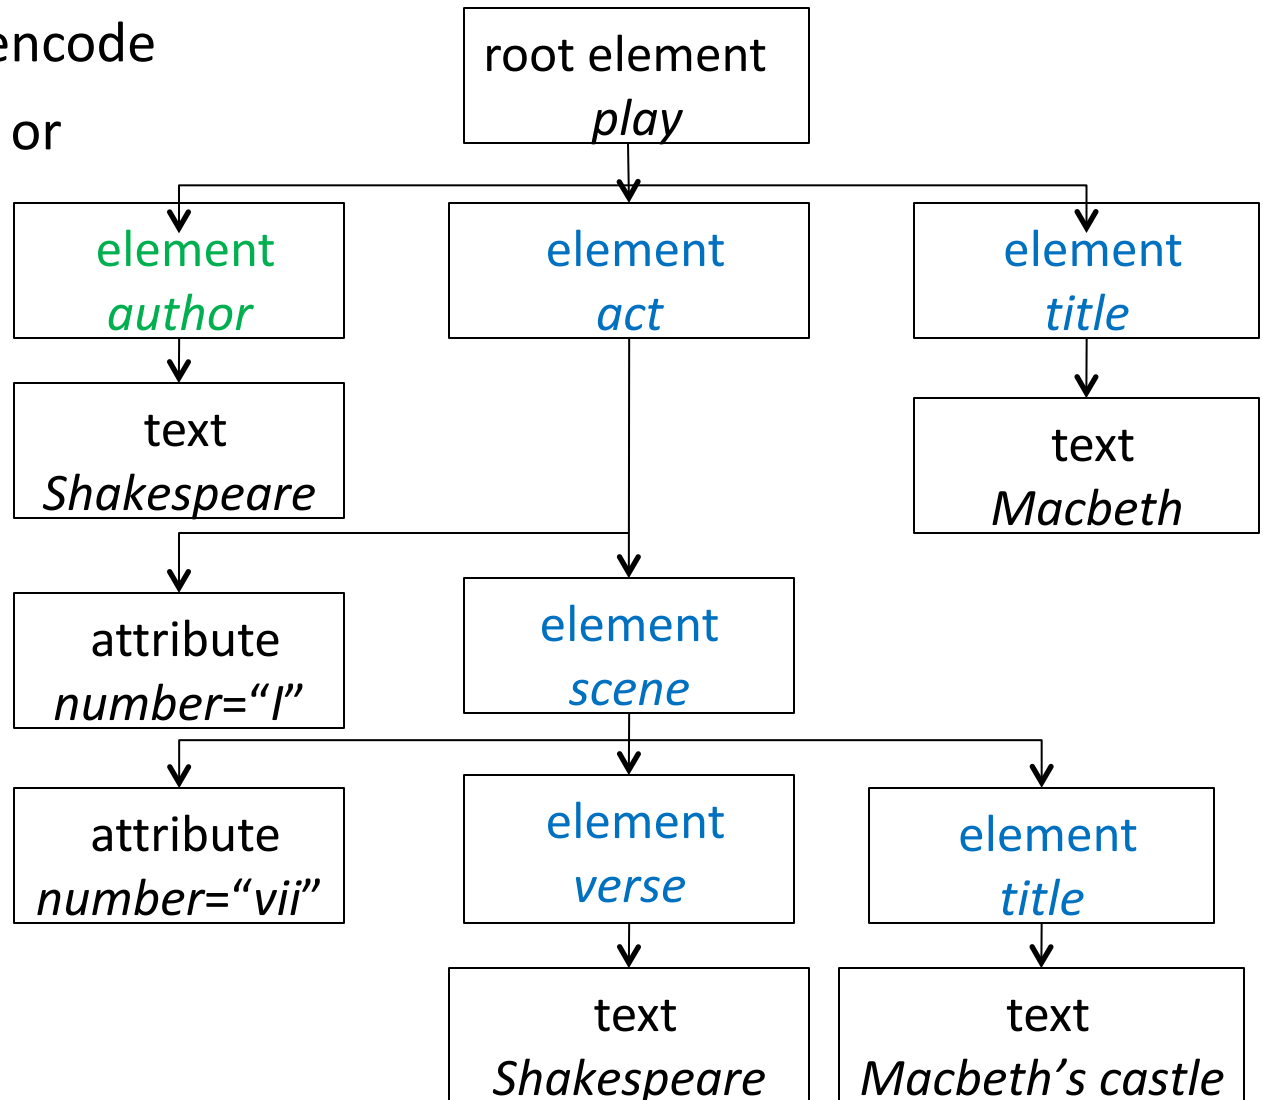 encode
or
root element
play
element
author
element
act
element
title
text
Shakespeare
text
Macbeth
attribute
number=“I”
element
scene
attribute
number=“vii”
element
verse
element
title
text
Shakespeare
text
Macbeth’s castle